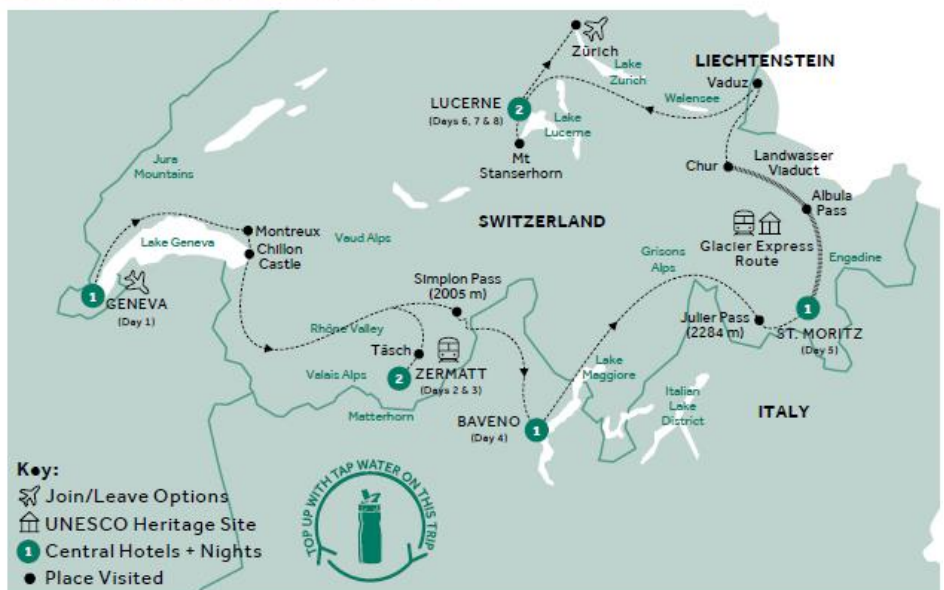 Zürich
LIECHTENSTEIN
Lake
Zurich
Vaduz
Walensee
LUCERNE
2
(Days 6, 7 & 8)
Lake
Lucerne
Mt
Stanserhorn
Chur
Landwasser
Viaduct
Albula
Pass
Jura
Mountains
SWITZERLAND
Montreux
Chillon
Castle
Vaud Alps
Lake Geneva
Glacier Express
Route
Engadine
Grisons
Alps
Simplon Pass
(2005 m)
1
GENEVA
(Day 1)
Julier Pass
(2284 m)
1
ST. MORITZ
(Day 5)
Rhône Valley
Täsch
Valais Alps
2
ZERMATT
(Days 2 & 3)
Matterhorn
Lake
Maggiore
Italian
Lake
District
ITALY
BAVENO
(Day 4)
1
Key:
Join/Leave Options
UNESCO Heritage Site
1 Central Hotels + Nights
Place Visited
TOP UP WITH TAP WATER ON THIS TRIP